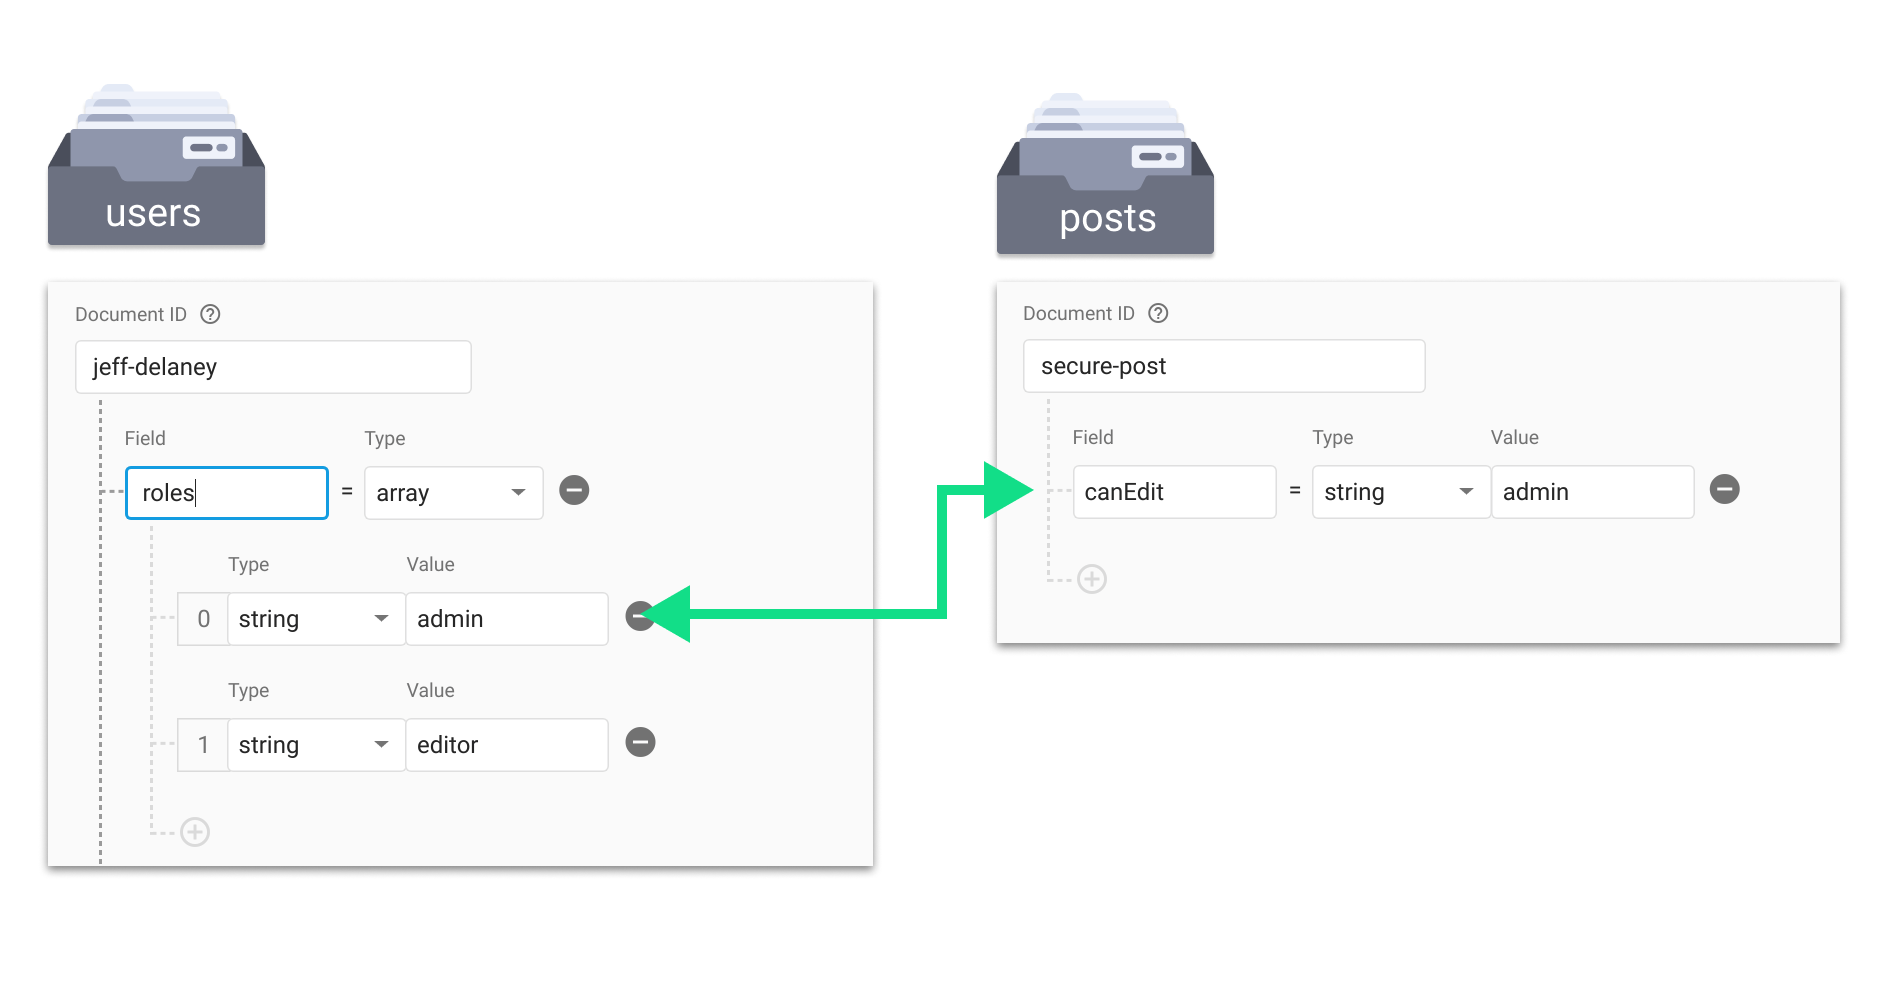 users
Document ID ?
jeff-delaney
Field Type
roles = array
Type Value
0 string admin
Type Value
1 string editor
posts
Document ID ?
secure-post
Field Type Value
canEdit = string admin